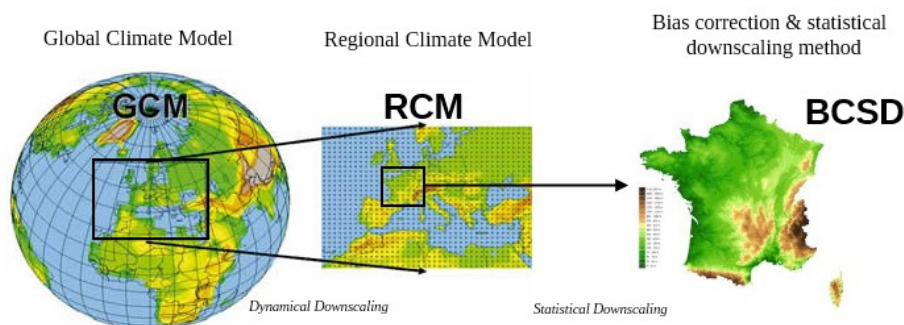 Global Climate Model
Regional Climate Model
Bias correction & statistical
downscaling method
GCM
RCM
BCSD
Dynamical Downscaling
Statistical Downscaling